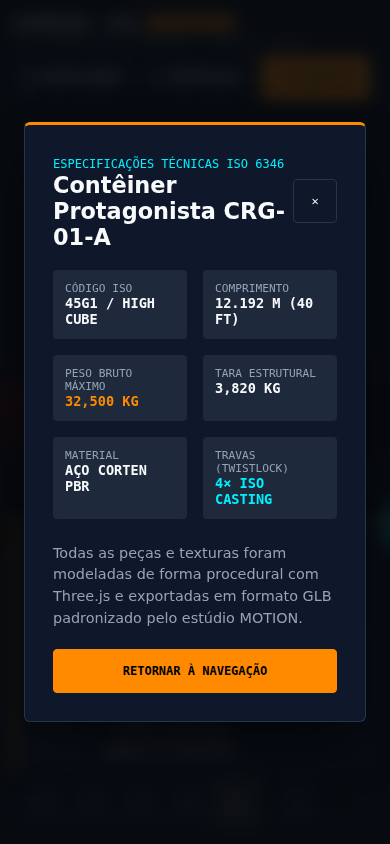 ESPECIFICAÇÕES TÉCNICAS ISO 6346
Contêiner
Protagonista CRG-
01-A
×
CÓDIGO ISO
45G1 / HIGH
CUBE
COMPRIMENTO
12.192 M (40
FT)
PESO BRUTO
MÁXIMO
32,500 KG
TARA ESTRUTURAL
3,820 KG
MATERIAL
AÇO CORTEN
PBR
TRAVAS
(TWISTLOCK)
4× ISO
CASTING
Todas as peças e texturas foram
modeladas de forma procedural com
Three.js e exportadas em formato GLB
padronizado pelo estúdio MOTION.
RETORNAR À NAVEGAÇÃO